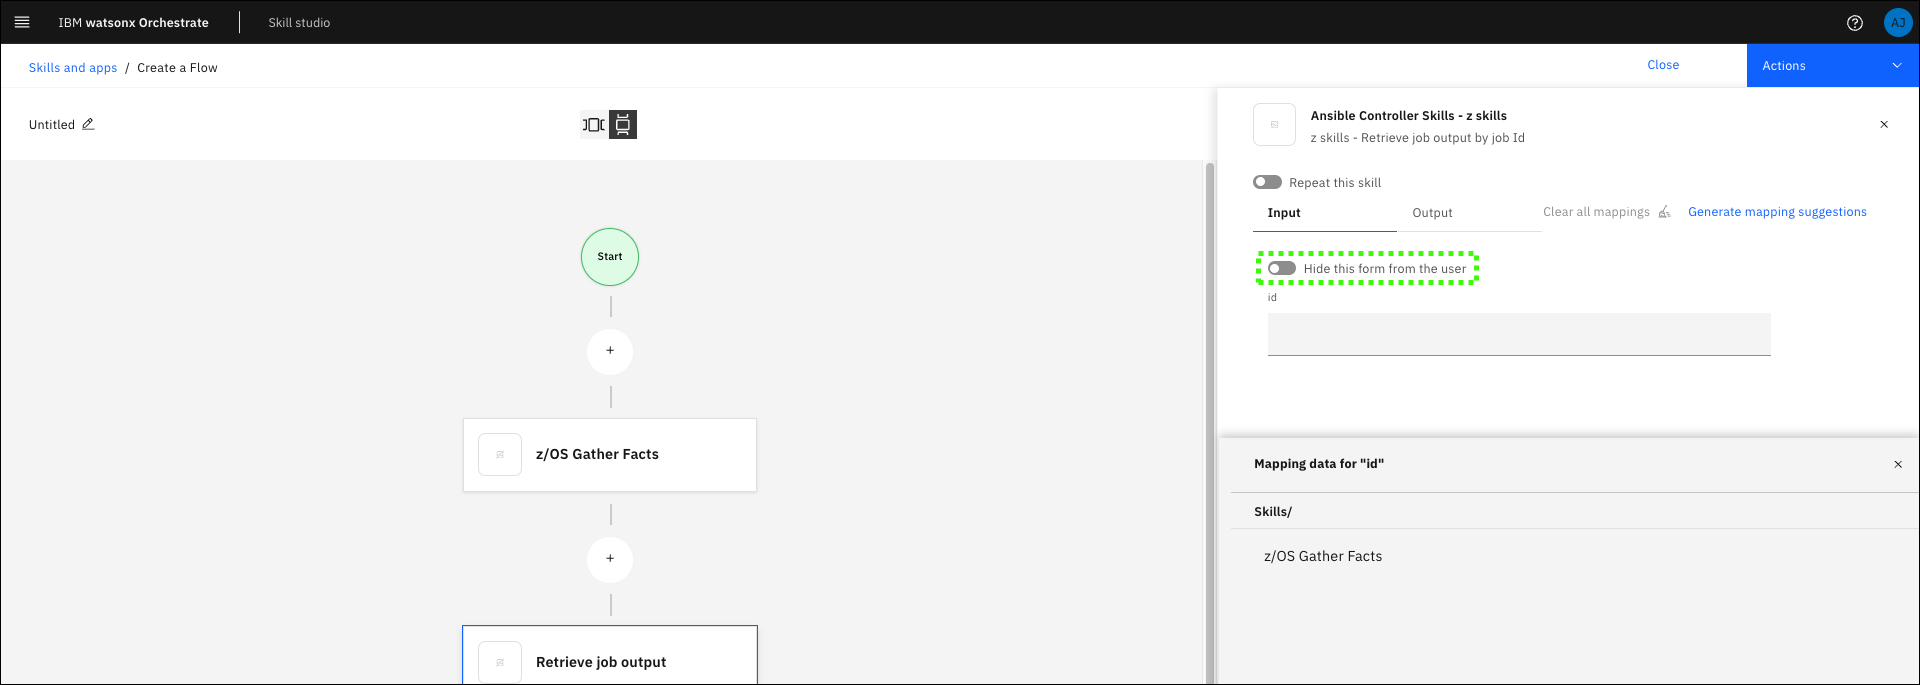 IBM watsonx Orchestrate
Skill studio
AJ
Skills and apps / Create a Flow
Close
Actions
Untitled
Ansible Controller Skills - z skills
z skills - Retrieve job output by job Id
Repeat this skill
Input
Output
Clear all mappings
Generate mapping suggestions
Hide this form from the user
id
Start
+
z/OS Gather Facts
+
Retrieve job output
Mapping data for "id"
Skills/
z/OS Gather Facts